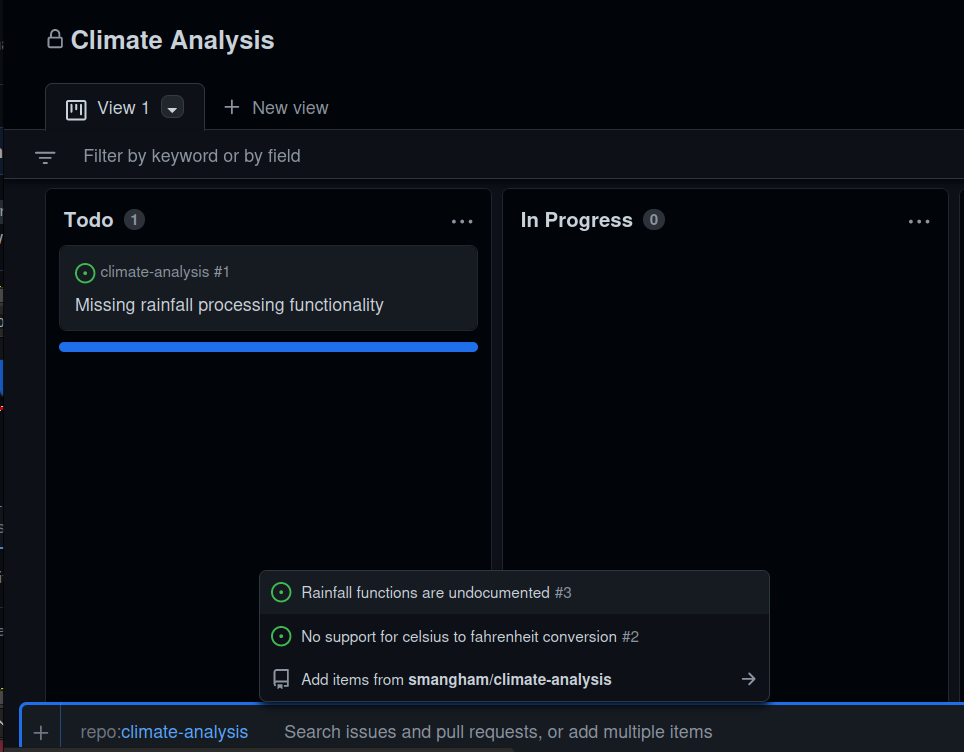 Climate Analysis
View 1
New view
Filter by keyword or by field
Todo 1
In Progress 0
climate-analysis #1
Missing rainfall processing functionality
Rainfall functions are undocumented #3
No support for celsius to fahrenheit conversion #2
Add items from smangham/climate-analysis
repo:climate-analysis Search issues and pull requests, or add multiple items